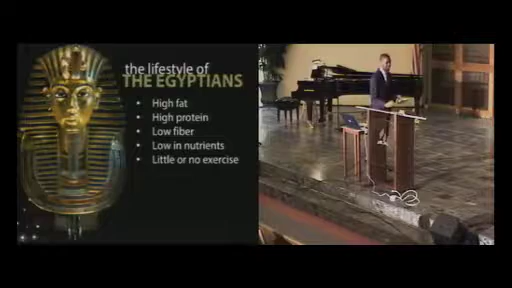 the lifestyle of
THE EGYPTIANS
• High fat
• High protein
• Low fiber
• Low in nutrients
• Little or no exercise